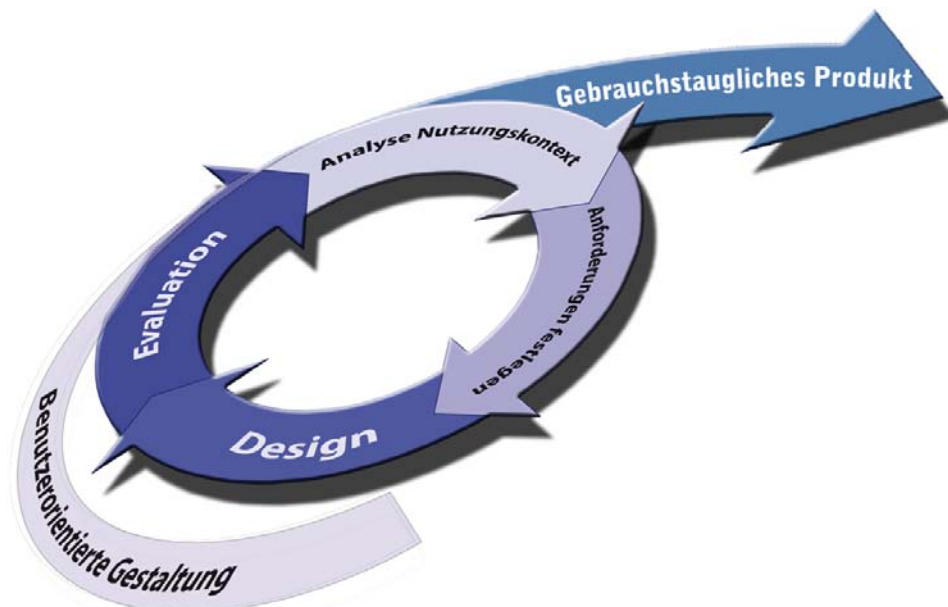 Gebrauchstaugliches Produkt
Analyse Nutzungskontext
Anforderungen festlegen
Design
Evaluation
Benutzerorientierte Gestaltung